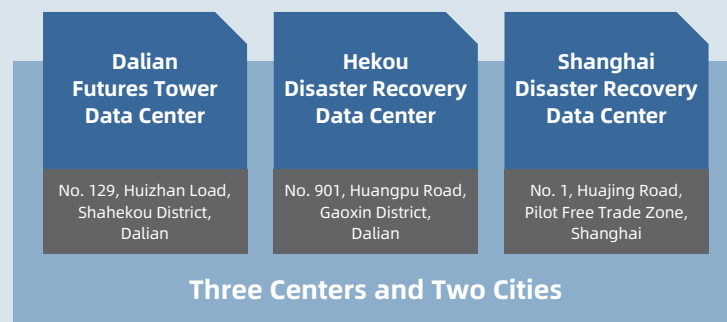 Dalian
Futures Tower
Data Center
No. 129, Huizhan Load,
Shahekou District,
Dalian
Hekou
Disaster Recovery
Data Center
No. 901, Huangpu Road,
Gaoxin District,
Dalian
Shanghai
Disaster Recovery
Data Center
No. 1, Huajing Road,
Pilot Free Trade Zone,
Shanghai
Three Centers and Two Cities